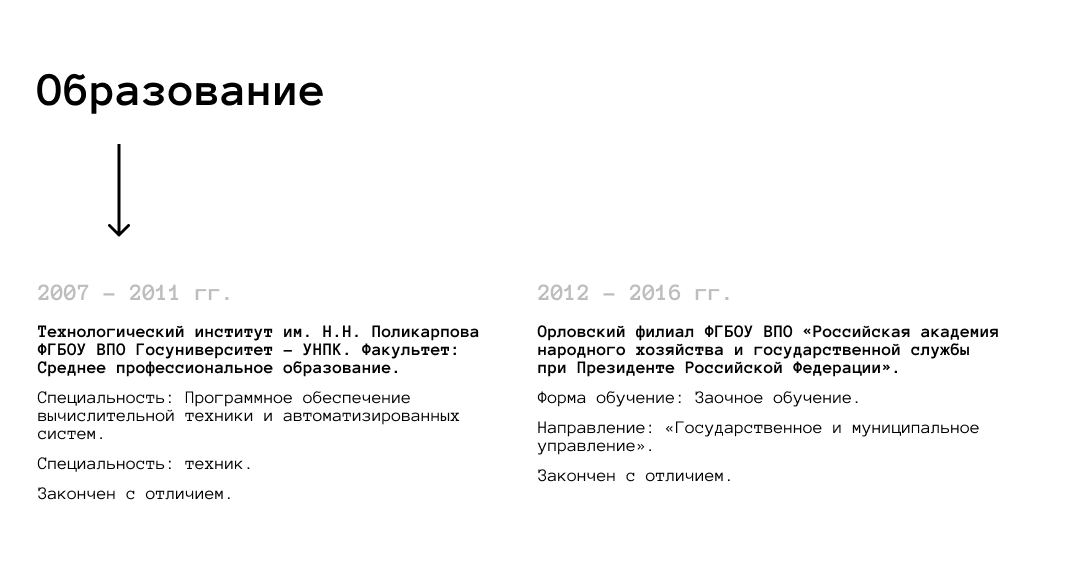 Образование
2007 – 2011 гг.
Технологический институт им. Н.Н. Поликарпова
ФГБОУ ВПО Госуниверситет – УНПК. Факультет:
Среднее профессиональное образование.
Специальность: Программное обеспечение
вычислительной техники и автоматизированных
систем.
Специальность: техник.
Закончен с отличием.
2012 – 2016 гг.
Орловский филиал ФГБОУ ВПО «Российская академия
народного хозяйства и государственной службы
при Президенте Российской Федерации».
Форма обучение: Заочное обучение.
Направление: «Государственное и муниципальное
управление».
Закончен с отличием.